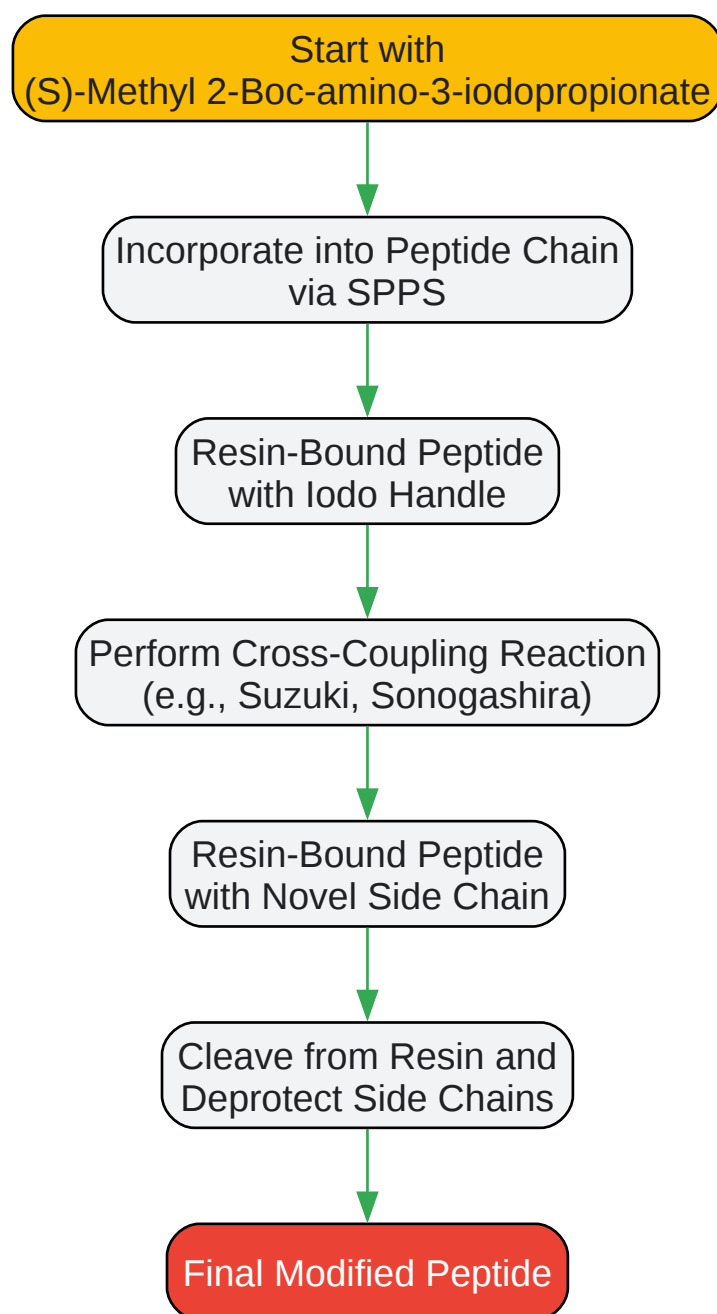 Start with
(S)-Methyl 2-Boc-amino-3-iodopropionate
Incorporate into Peptide Chain
via SPPS
Resin-Bound Peptide
with Iodo Handle
Perform Cross-Coupling Reaction
(e.g., Suzuki, Sonogashira)
Resin-Bound Peptide
with Novel Side Chain
Cleave from Resin and
Deprotect Side Chains
Final Modified Peptide